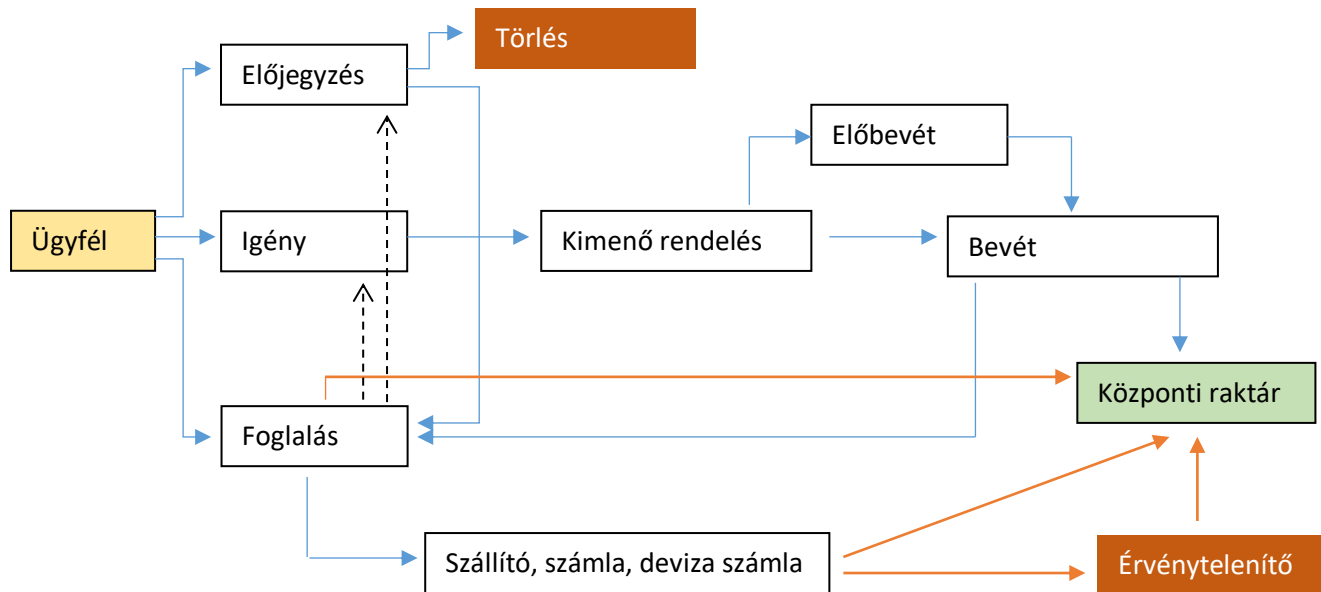 Törlés
Előjegyzés
Előbevét
Ügyfél
Igény
Kimenő rendelés
Bevét
Központi raktár
Foglalás
Szállító, számla, deviza számla
Érvénytelenítő